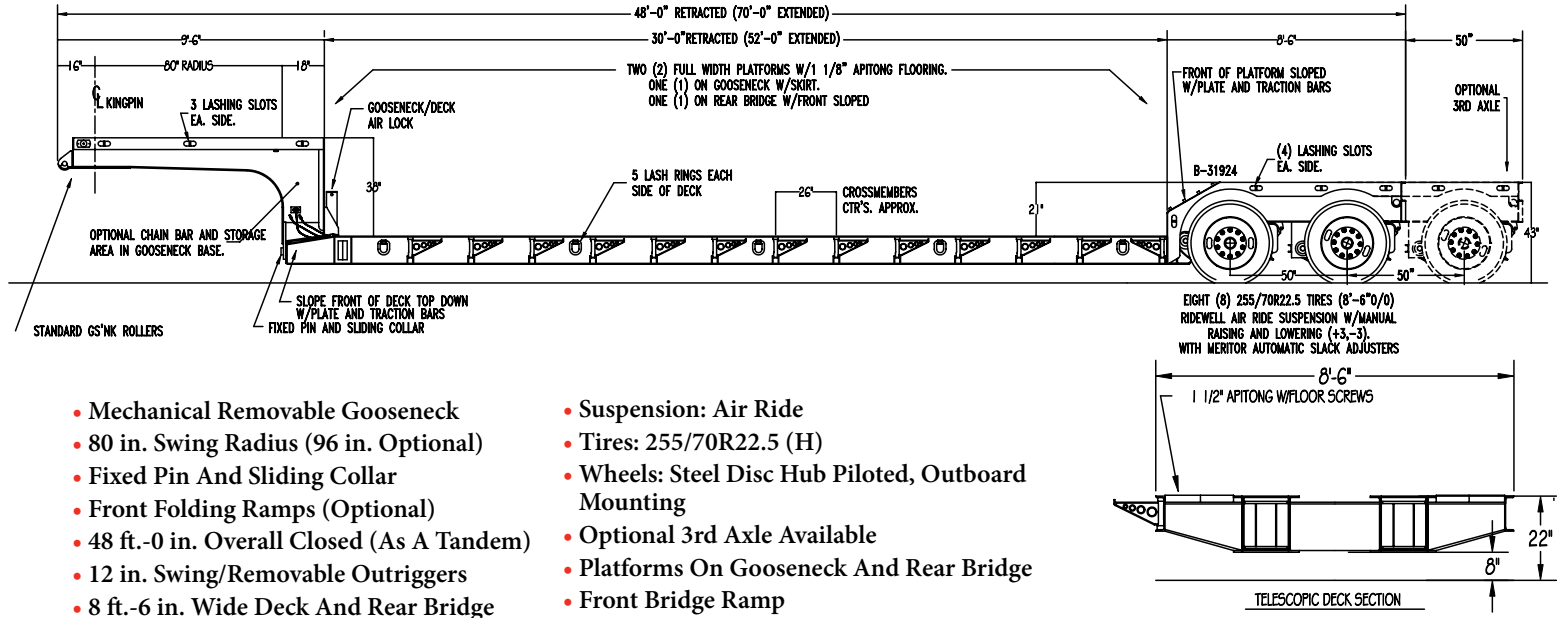 48'-0" RETRACTED (70'-0" EXTENDED)
9'-6"
30'-0"RETRACTED (52'-0" EXTENDED)
8'-6"
50"
16"
80" RADIUS
18"
TWO (2) FULL WIDTH PLATFORMS W/1 1/8" APITONG FLOORING.
ONE (1) ON GOOSENECK W/SKIRT.
ONE (1) ON REAR BRIDGE W/FRONT SLOPED
FRONT OF PLATFORM SLOPED
W/PLATE AND TRACTION BARS
OPTIONAL
3RD AXLE
KINGPIN
3 LASHING SLOTS
EA. SIDE.
GOOSENECK/DECK
AIR LOCK
(4) LASHING SLOTS
EA. SIDE.
B-31924
5 LASH RINGS EACH
SIDE OF DECK
38"
26"
CROSSMEMBERS
CTR'S. APPROX.
43"
OPTIONAL CHAIN BAR AND STORAGE
AREA IN GOOSENECK BASE.
50"
50"
SLOPE FRONT OF DECK TOP DOWN
W/PLATE AND TRACTION BARS
FIXED PIN AND SLIDING COLLAR
STANDARD GS'NK ROLLERS
EIGHT (8) 255/70R22.5 TIRES (8'-6"O/O)
RIDEWELL AIR RIDE SUSPENSION W/MANUAL
RAISING AND LOWERING (+3,-3).
WITH MERITOR AUTOMATIC SLACK ADJUSTERS
• Mechanical Removable Gooseneck
• 80 in. Swing Radius (96 in. Optional)
• Fixed Pin And Sliding Collar
• Front Folding Ramps (Optional)
• 48 ft.-0 in. Overall Closed (As A Tandem)
• 12 in. Swing/Removable Outriggers
• 8 ft.-6 in. Wide Deck And Rear Bridge
• Suspension: Air Ride
• Tires: 255/70R22.5 (H)
• Wheels: Steel Disc Hub Piloted, Outboard
Mounting
• Optional 3rd Axle Available
• Platforms On Gooseneck And Rear Bridge
• Front Bridge Ramp
8'-6"
1 1/2" APITONG W/FLOOR SCREWS
22"
8"
TELESCOPIC DECK SECTION